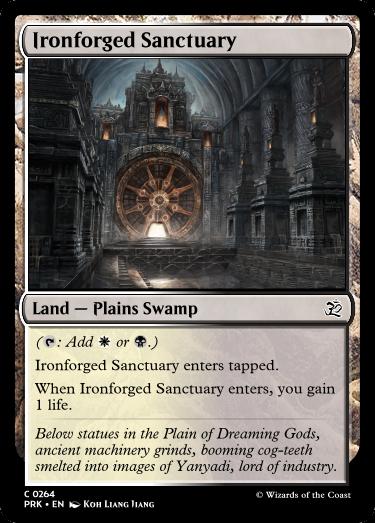 Ironforged Sanctuary
Land — Plains Swamp
(: Add or .)
Ironforged Sanctuary enters tapped.
When Ironforged Sanctuary enters, you gain
1 life.
Below statues in the Plain of Dreaming Gods,
ancient machinery grinds, booming cog-teeth
smelted into images of Yanyadi, lord of industry.
C 0264
PRK • EN Koh Liang Jiang
© Wizards of the Coast